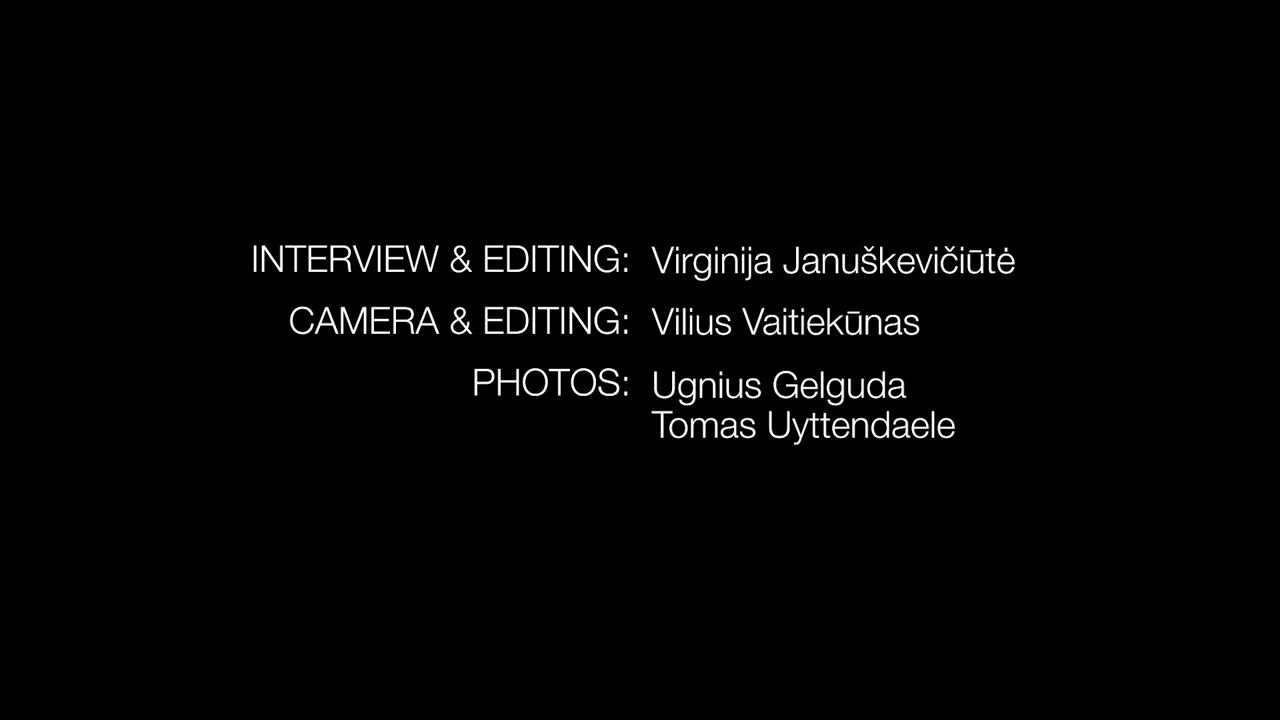 INTERVIEW & EDITING: Virginija Januškevičiūtė
CAMERA & EDITING: Vilius Vaitiekūnas
PHOTOS: Ugnius Gelguda
Tomas Uyttendaele